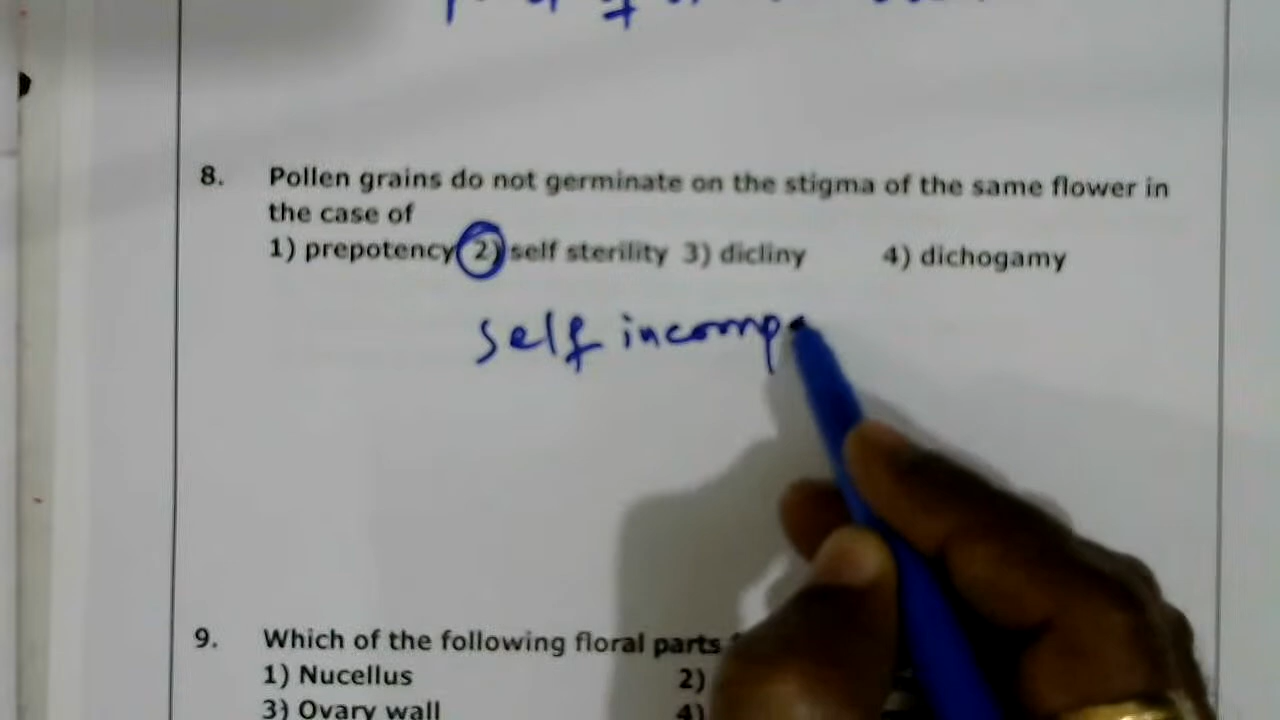 8. Pollen grains do not germinate on the stigma of the same flower in
the case of
1) prepotency 2) self sterility 3) dicliny 4) dichogamy
self incomp
9. Which of the following floral parts
1) Nucellus 2)
3) Ovary wall 4)